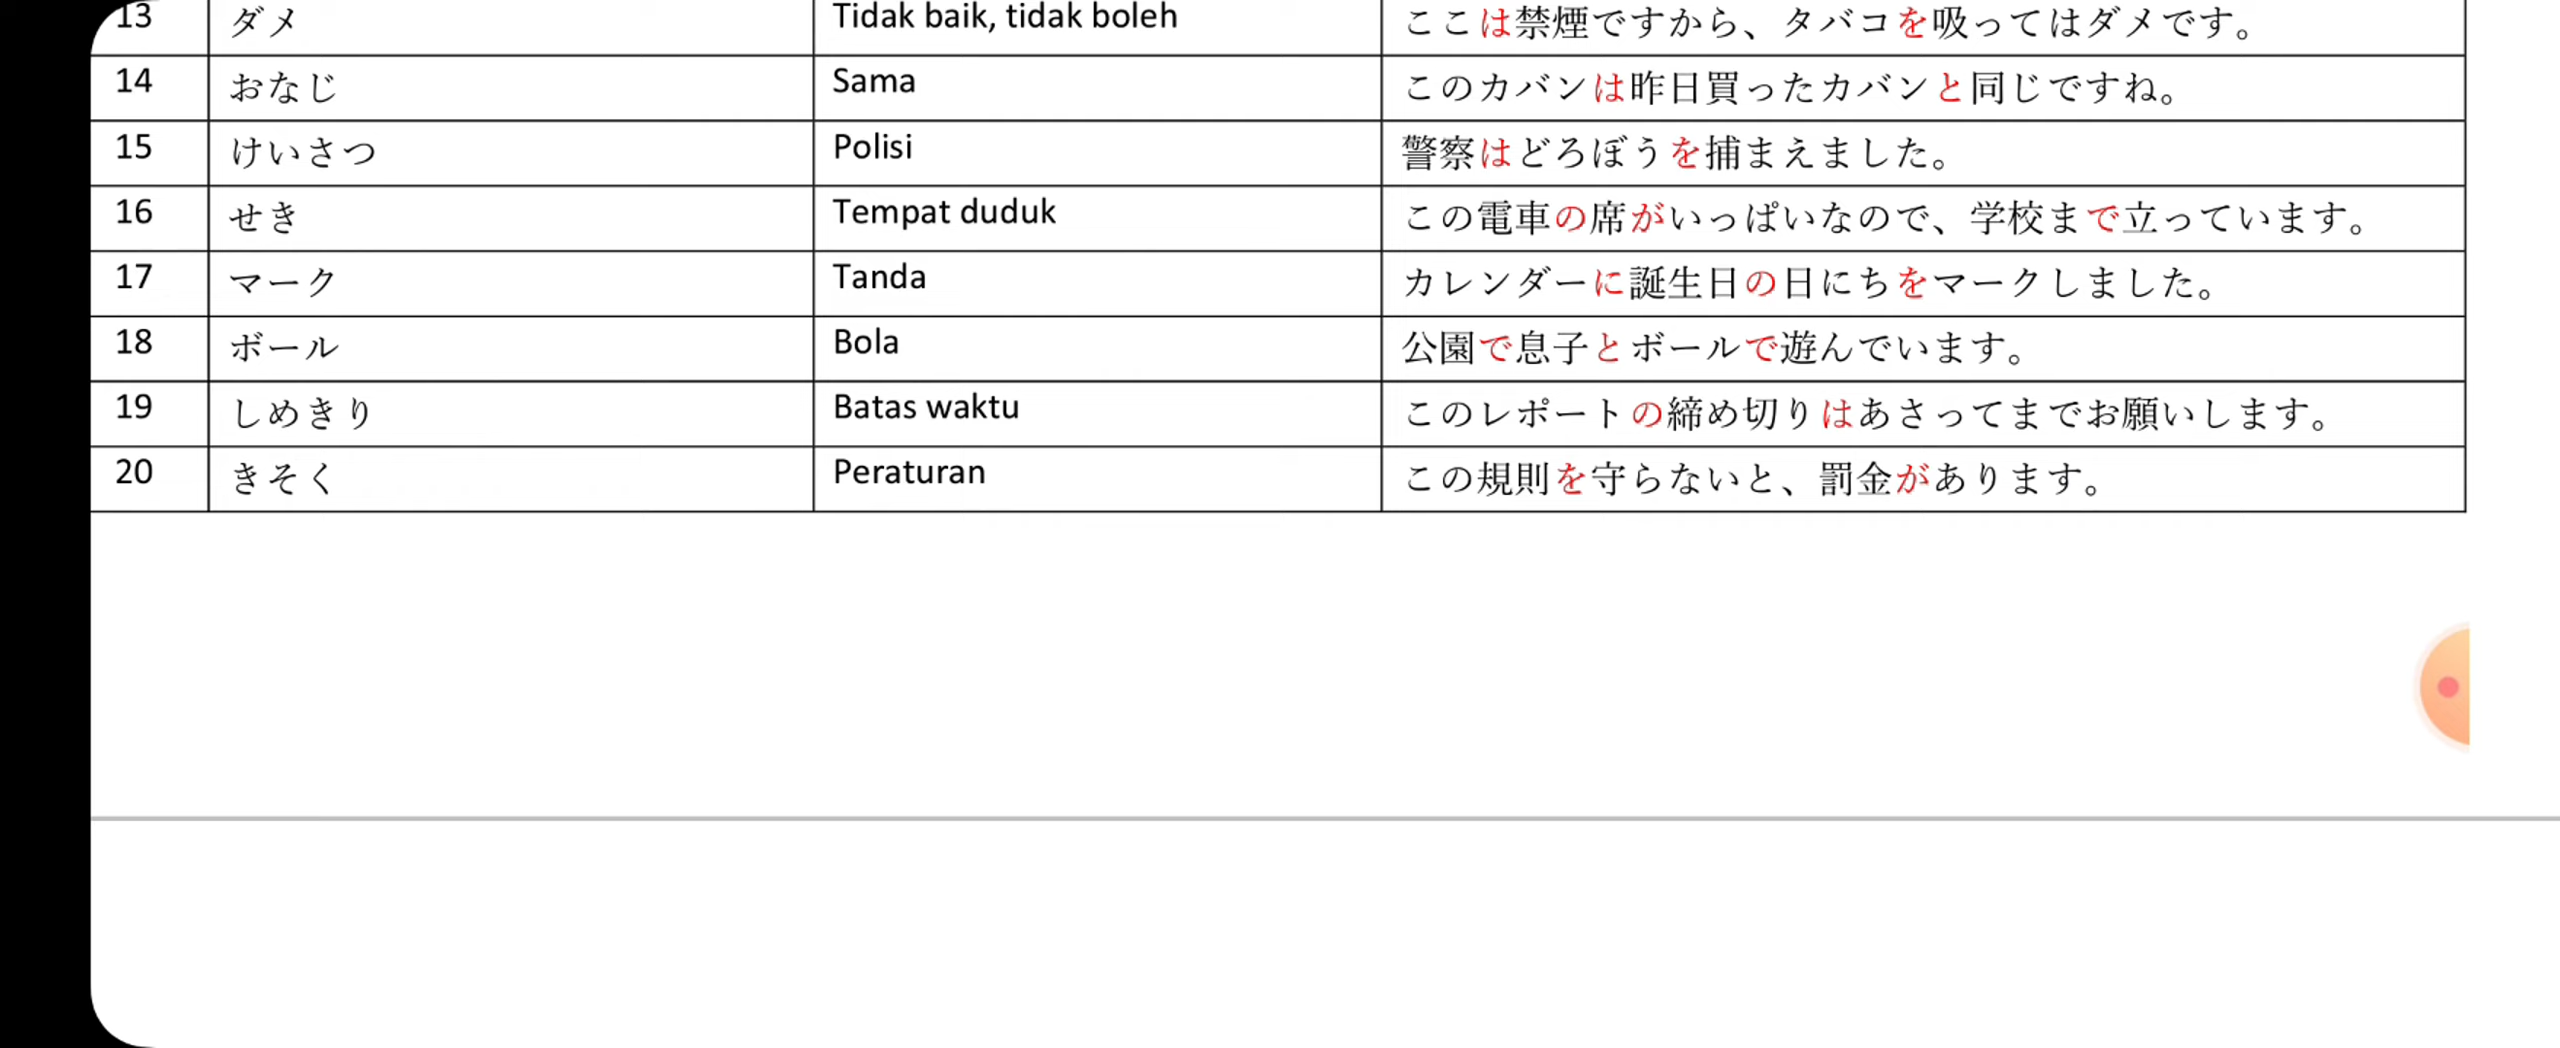 13 ダメ Tidak baik, tidak boleh ここは禁煙ですから、タバコを吸ってはダメです。
14 おなじ Sama このカバンは昨日買ったカバンと同じですね。
15 けいさつ Polisi 警察はどろぼうを捕まえました。
16 せき Tempat duduk この電車の席がいっぱいなので、学校まで立っています。
17 マーク Tanda カレンダーに誕生日の日にちをマークしました。
18 ボール Bola 公園で息子とボールで遊んでいます。
19 しめきり Batas waktu このレポートの締め切りはあさってまでお願いします。
20 きそく Peraturan この規則を守らないと、罰金があります。